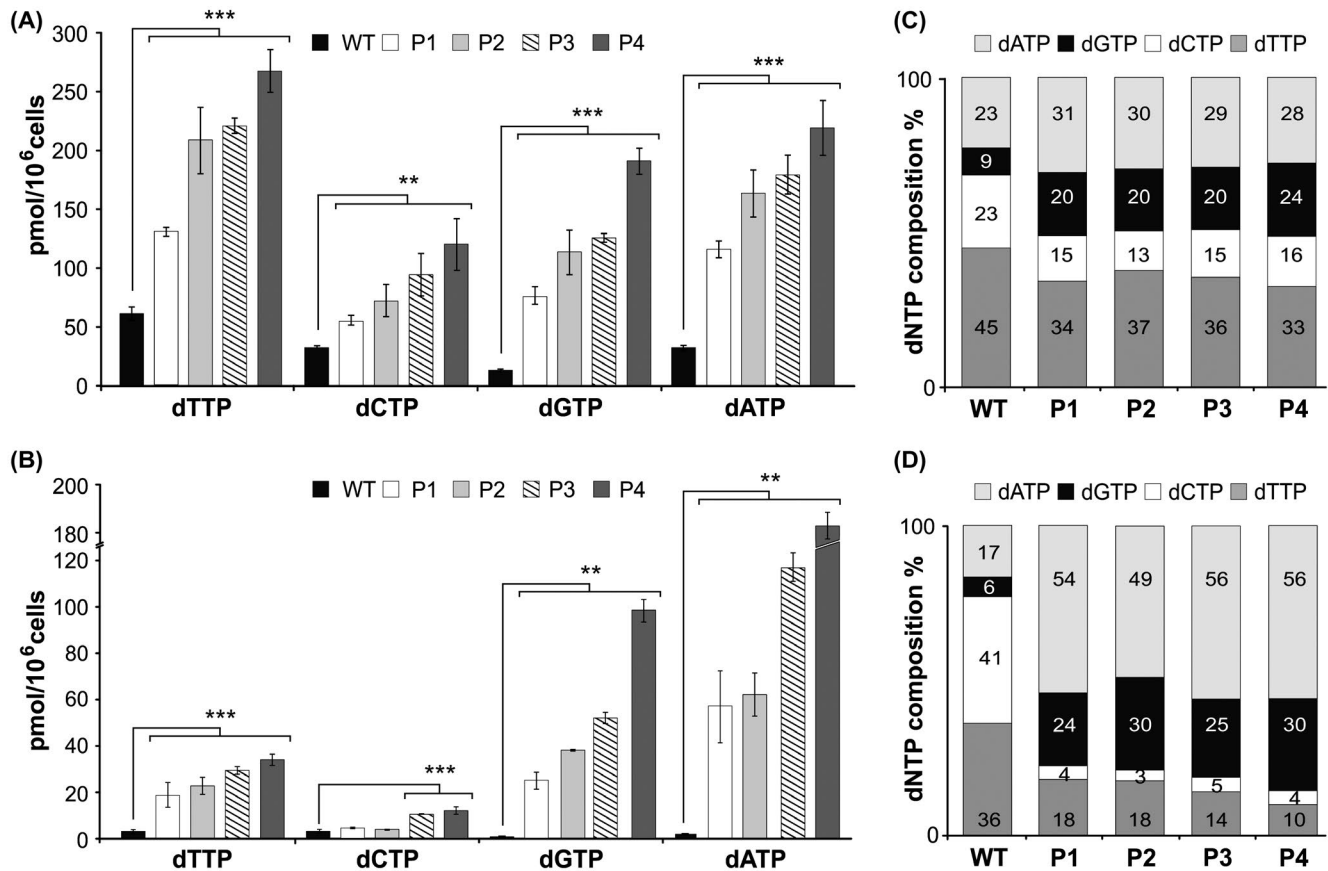 (A)
*** WT P1 P2 P3 P4
***
***
**
pmol/10⁶cells
300
250
200
150
100
50
0
dTTP dCTP dGTP dATP
(C)
dATP dGTP dCTP dTTP
dNTP composition %
100
0
23 31 30 29 28
9 20 20 20 24
23 15 13 15 16
45 34 37 36 33
WT P1 P2 P3 P4
(B)
WT P1 P2 P3 P4
**
**
***
***
pmol/10⁶cells
200
180
120
100
80
60
40
20
0
dTTP dCTP dGTP dATP
(D)
dATP dGTP dCTP dTTP
dNTP composition %
100
0
17 54 49 56 56
6 24 30 25 30
41 4 3 5 4
36 18 18 14 10
WT P1 P2 P3 P4